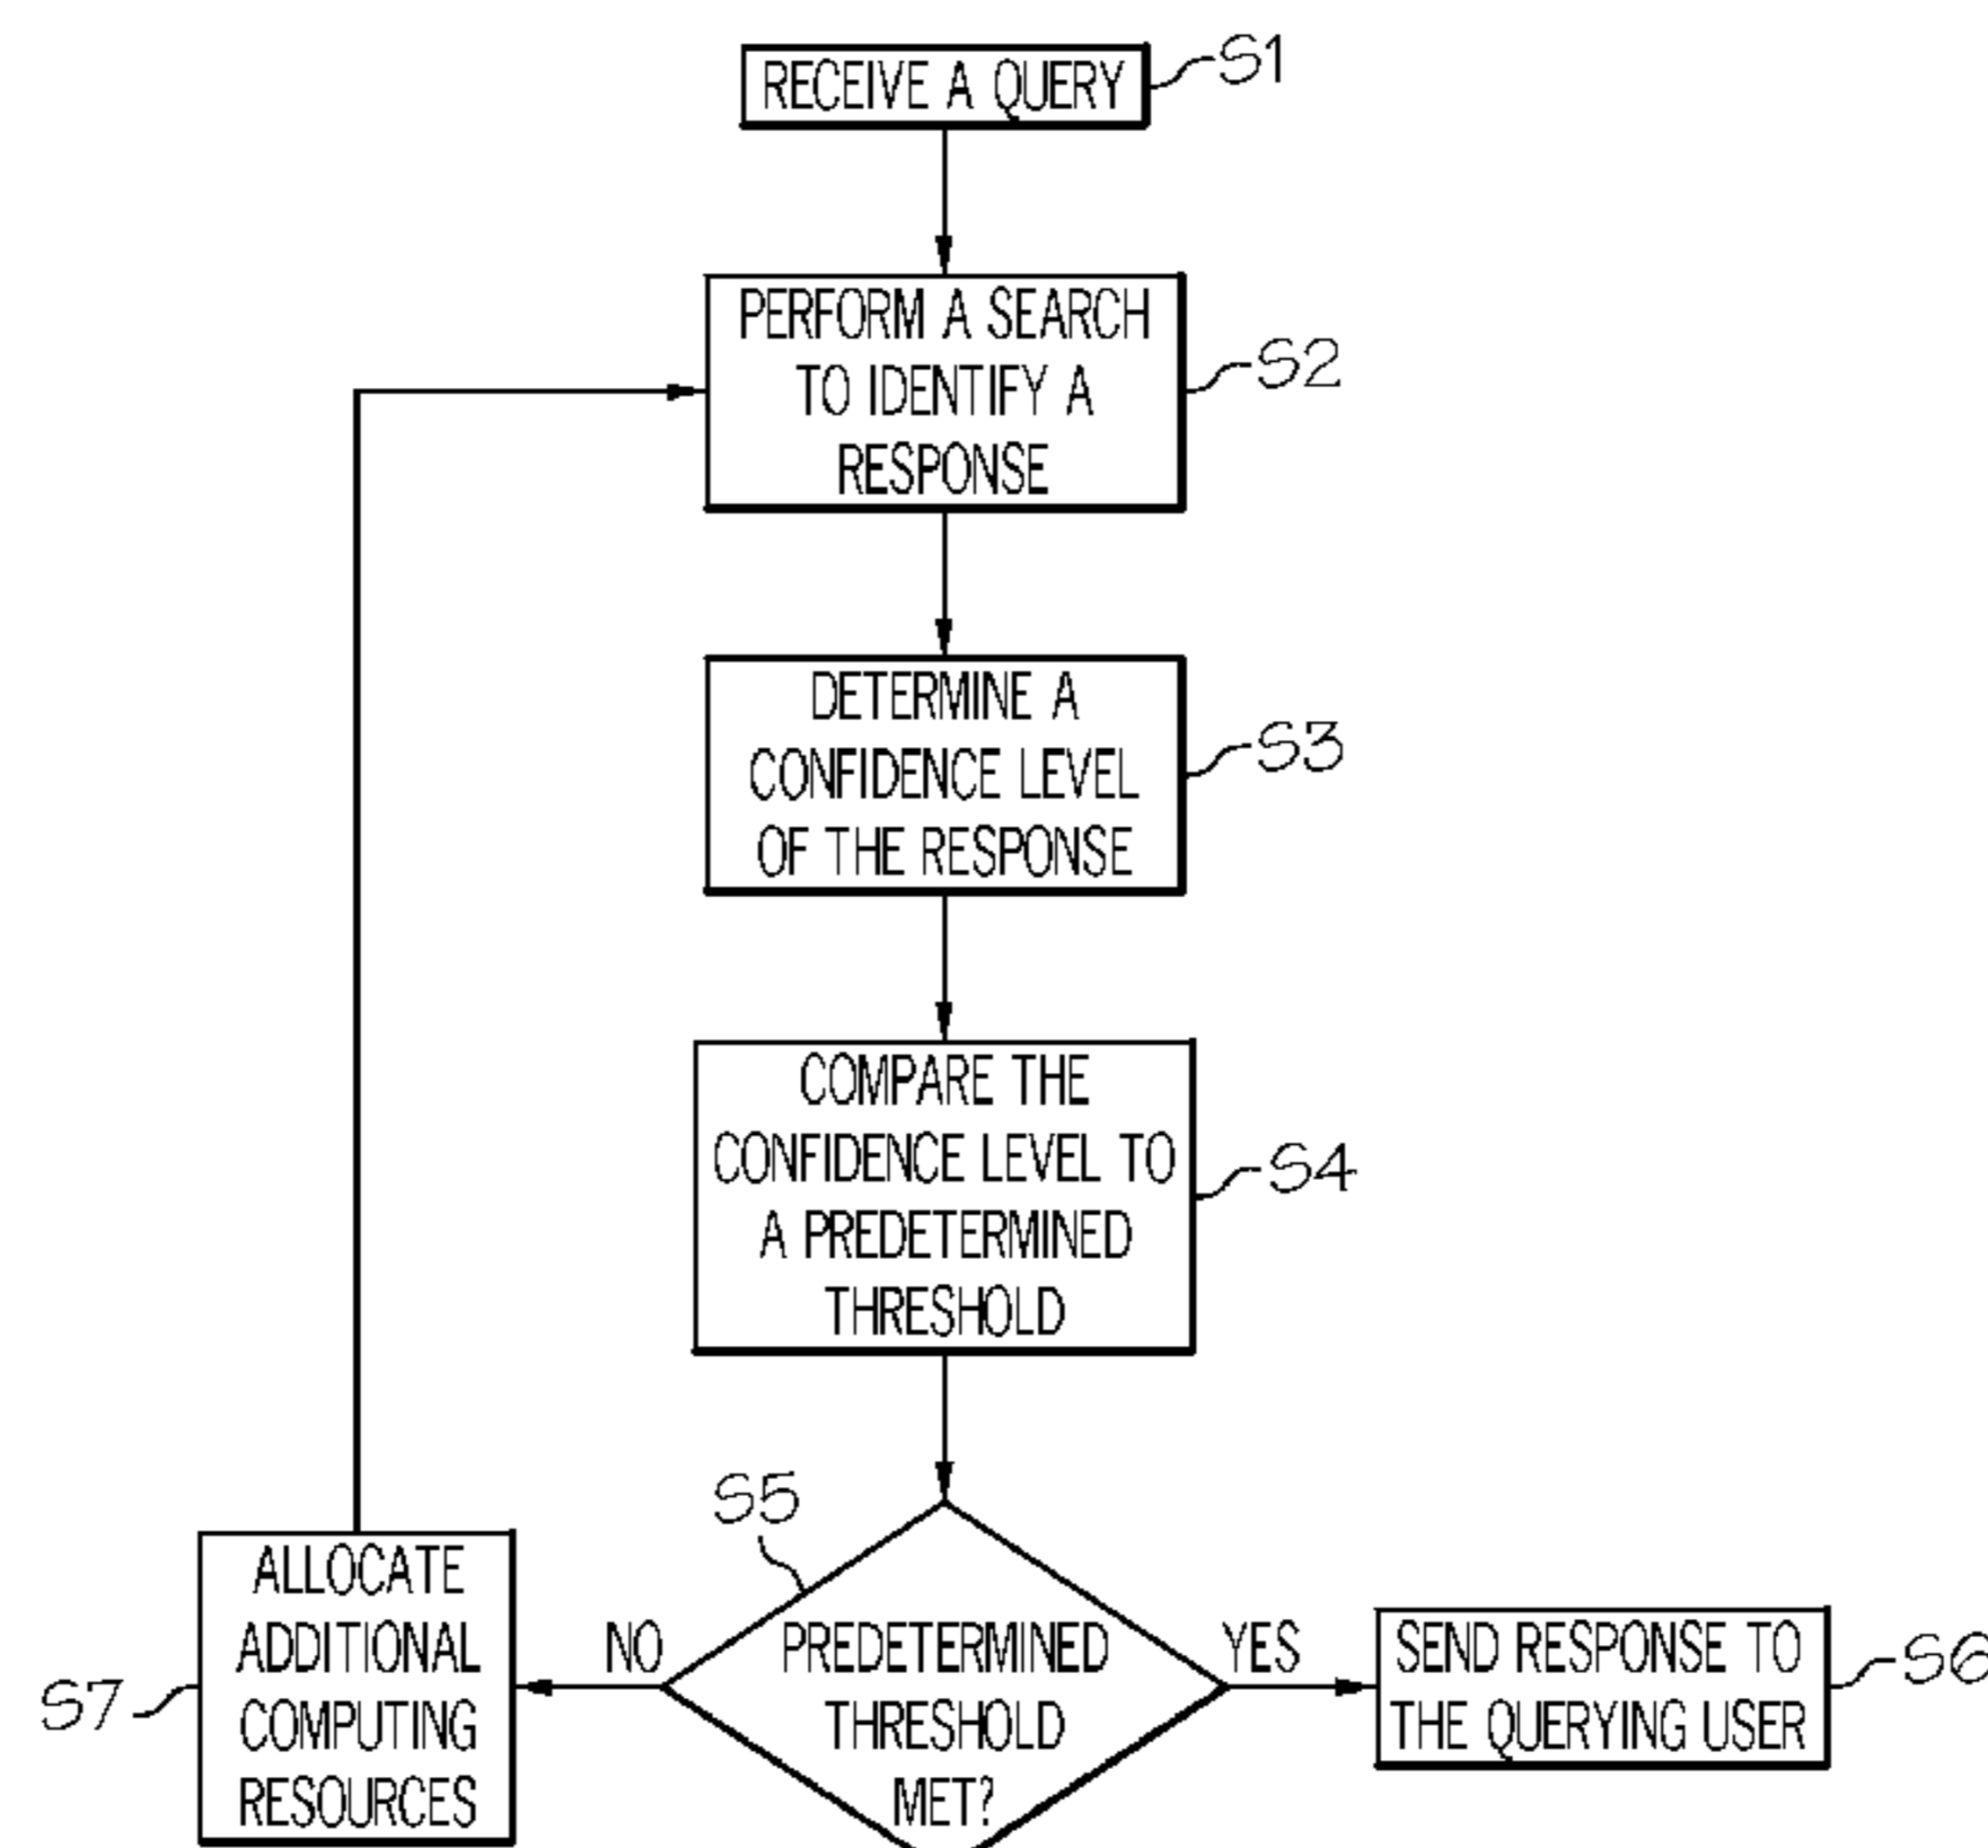 RECEIVE A QUERY
S1
PERFORM A SEARCH
TO IDENTIFY A
RESPONSE
S2
DETERMINE A
CONFIDENCE LEVEL
OF THE RESPONSE
S3
COMPARE THE
CONFIDENCE LEVEL TO
A PREDETERMINED
THRESHOLD
S4
S5
PREDETERMINED
THRESHOLD
MET?
NO
YES
ALLOCATE
ADDITIONAL
COMPUTING
RESOURCES
S7
SEND RESPONSE TO
THE QUERYING USER
S6